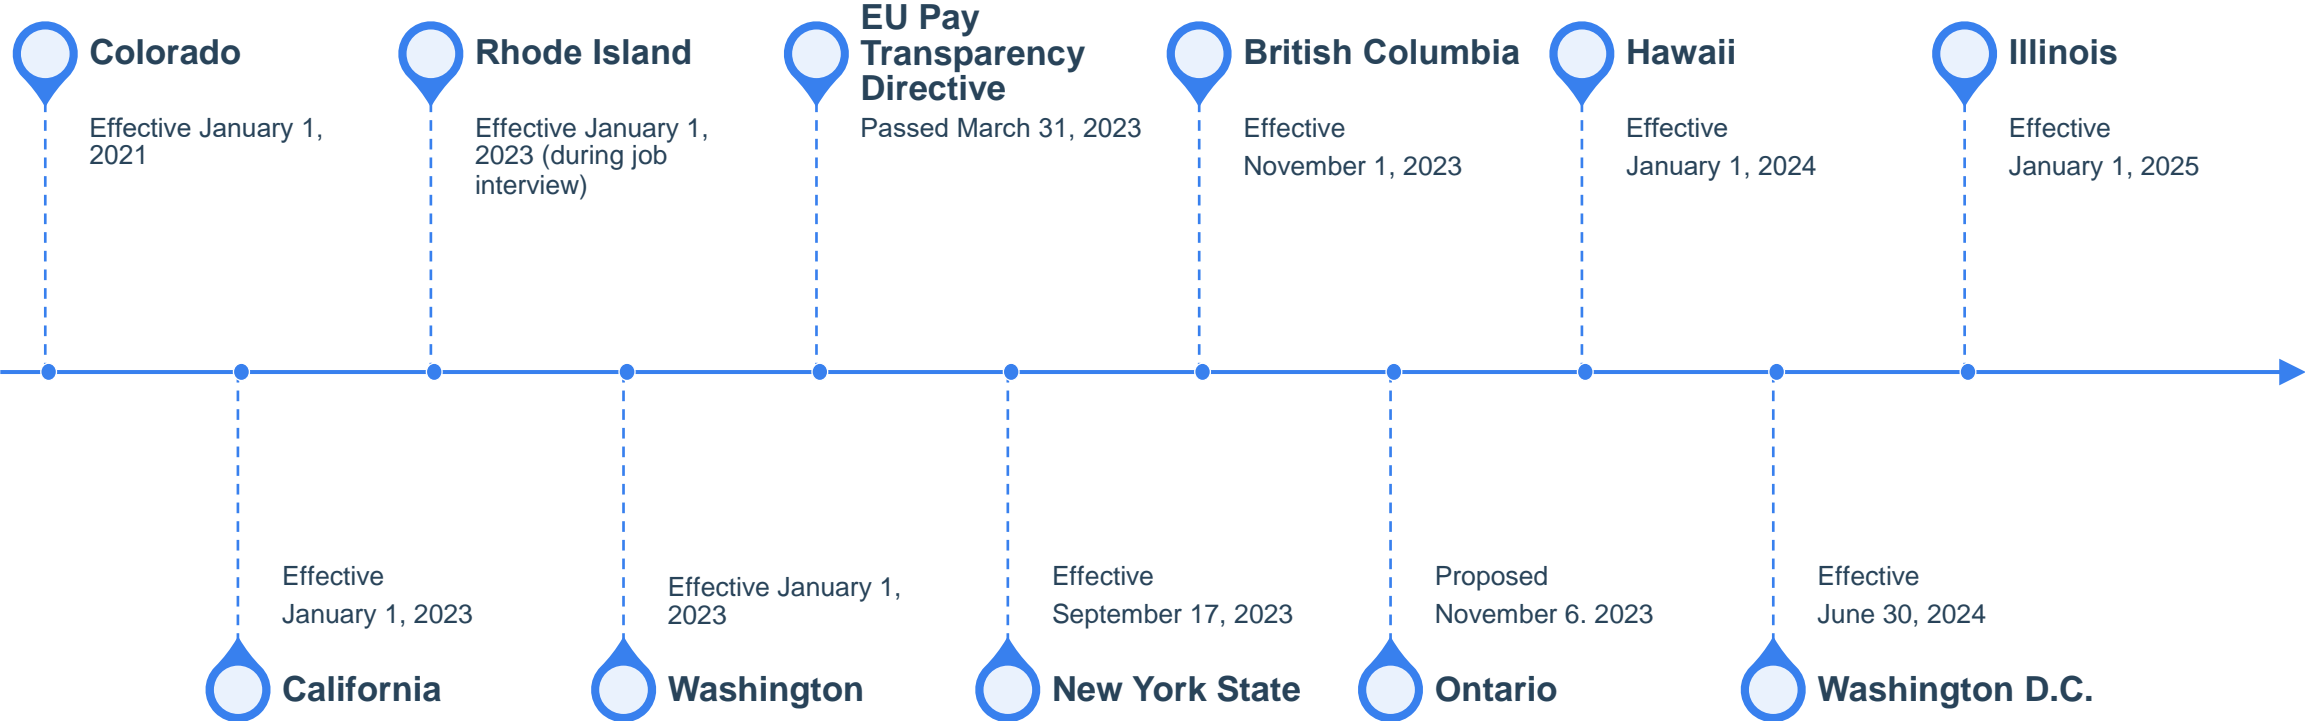 Colorado
Effective January 1,
2021
Rhode Island
Effective January 1,
2023 (during job
interview)
EU Pay
Transparency
Directive
Passed March 31, 2023
British Columbia
Effective
November 1, 2023
Hawaii
Effective
January 1, 2024
Illinois
Effective
January 1, 2025
Effective
January 1, 2023
California
Effective January 1,
2023
Washington
Effective
September 17, 2023
New York State
Proposed
November 6. 2023
Ontario
Effective
June 30, 2024
Washington D.C.